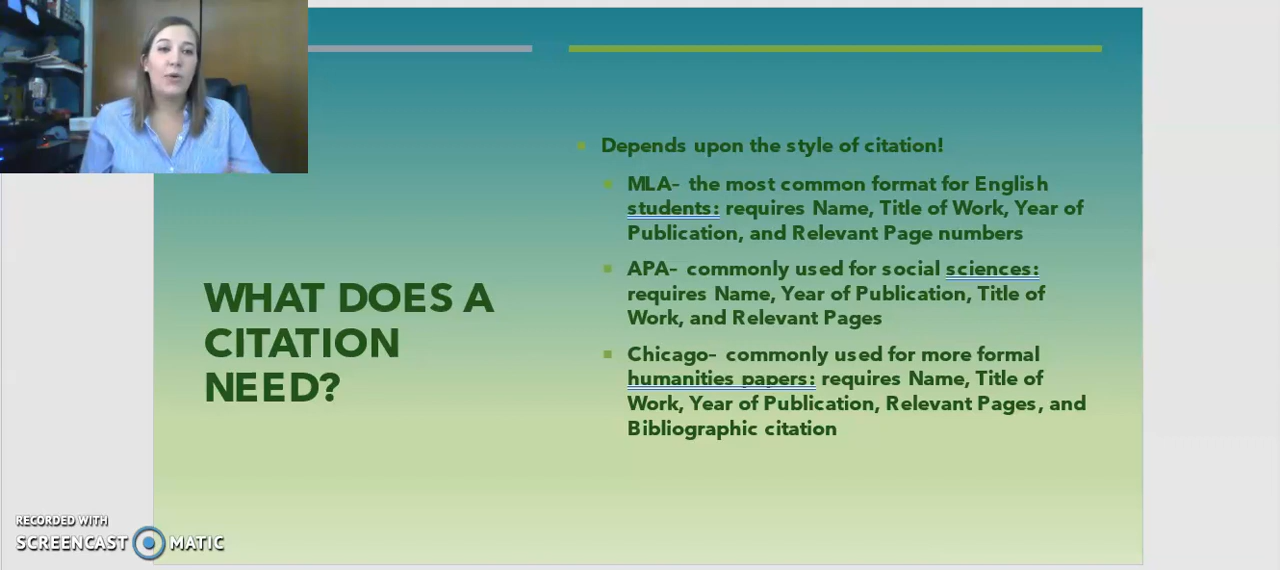 WHAT DOES A
CITATION
NEED?
Depends upon the style of citation!
MLA– the most common format for English
students: requires Name, Title of Work, Year of
Publication, and Relevant Page numbers
APA– commonly used for social sciences:
requires Name, Year of Publication, Title of
Work, and Relevant Pages
Chicago– commonly used for more formal
humanities papers: requires Name, Title of
Work, Year of Publication, Relevant Pages, and
Bibliographic citation
RECORDED WITH
SCREENCAST MATIC